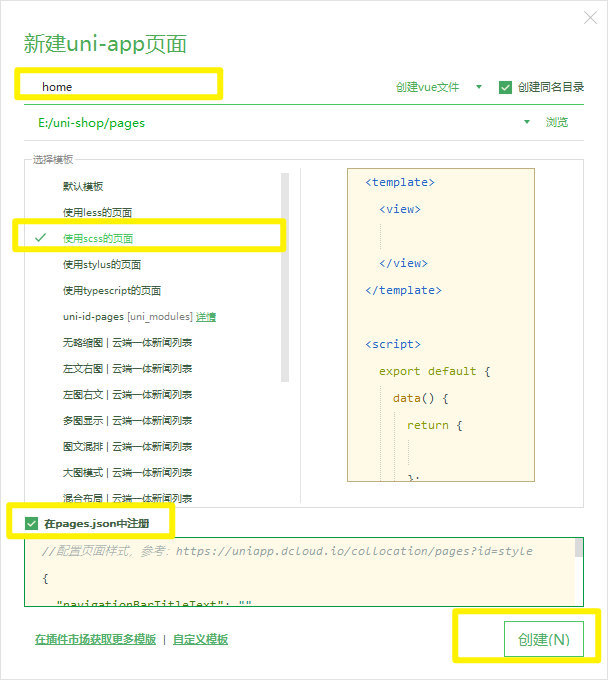 新建uni-app页面
home 创建vue文件 创建同名目录
E:/uni-shop/pages 浏览
选择模板
默认模板
使用less的页面
使用scss的页面
使用stylus的页面
使用typescript的页面
uni-id-pages [uni_modules] 详情
无略缩图 | 云端一体新闻列表
左文右图 | 云端一体新闻列表
左图右文 | 云端一体新闻列表
多图显示 | 云端一体新闻列表
图文混排 | 云端一体新闻列表
大图模式 | 云端一体新闻列表
混合布局 | 云端一体新闻列表
<template>
<view>
</view>
</template>
<script>
export default {
data() {
return {
};
在pages.json中注册
//配置页面样式，参考：https://uniapp.dcloud.io/collocation/pages?id=style
{
"navigationBarTitleText": ""
在插件市场获取更多模版 | 自定义模板
创建(N)